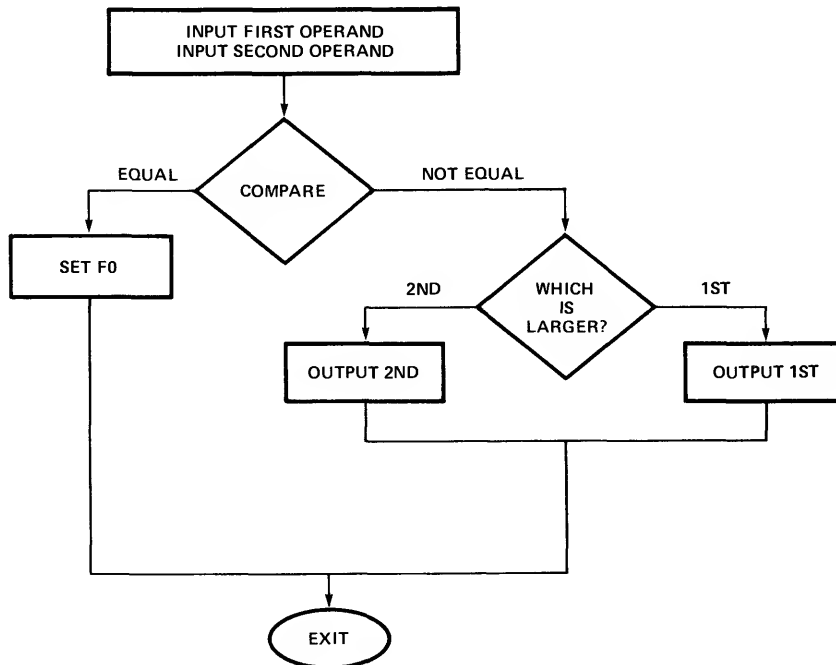 INPUT FIRST OPERAND
INPUT SECOND OPERAND
EQUAL
COMPARE
NOT EQUAL
SET F0
2ND
WHICH
IS
LARGER?
1ST
OUTPUT 2ND
OUTPUT 1ST
EXIT